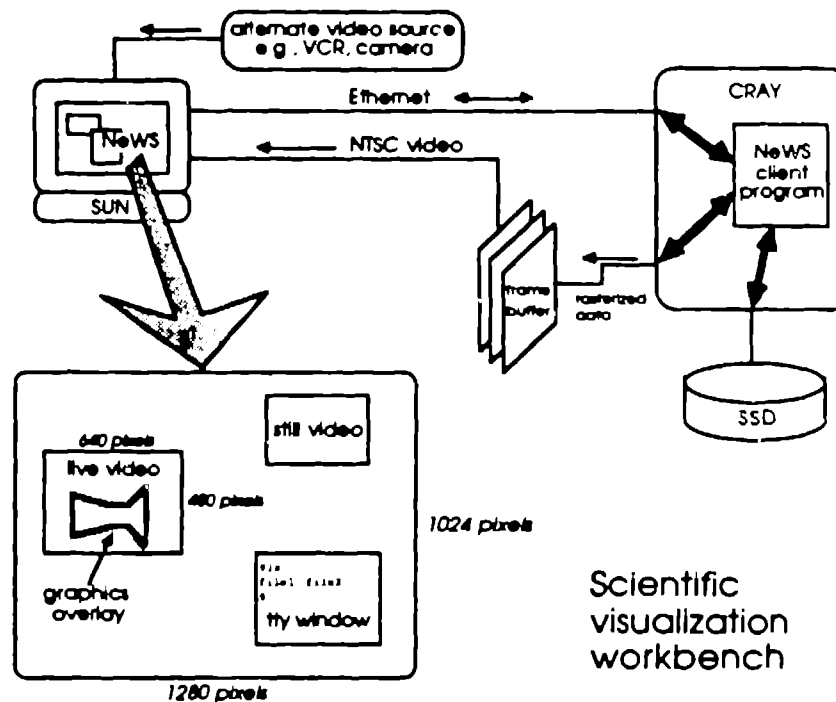 alternate video source
e.g., VCR, camera
Ethernet
NTSC video
NeWS
SUN
CRAY
NeWS
client
program
frame
buffer
rasterized
data
SSD
still video
640 pixels
live video
480 pixels
graphics
overlay
1024 pixels
file1 file2
$
tty window
1280 pixels
Scientific
visualization
workbench